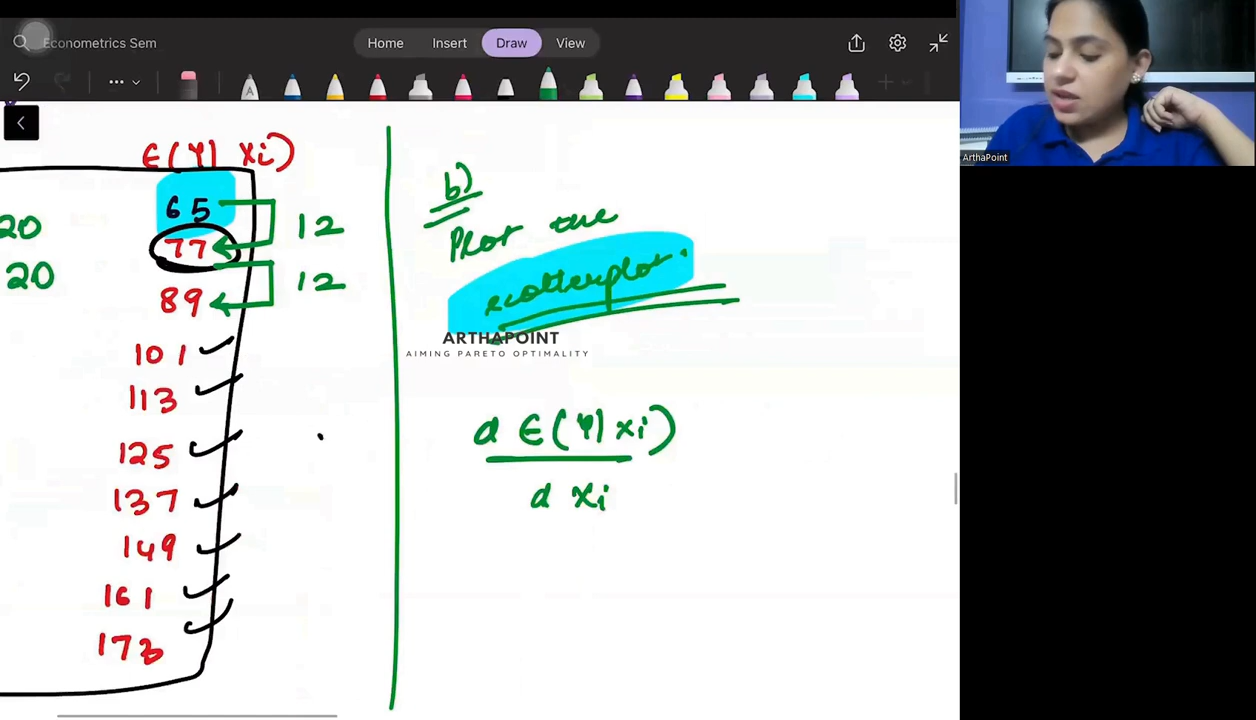 Econometrics Sem
Home Insert Draw View
E(Y| Xi)
65
20
12
77
20
12
89
101
113
125
137
149
161
173
b)
Plot the
scatterplot.
ARTHAPOINT
AIMING PARETO OPTIMALITY
d E(Y| Xi)
d Xi
ArthaPoint